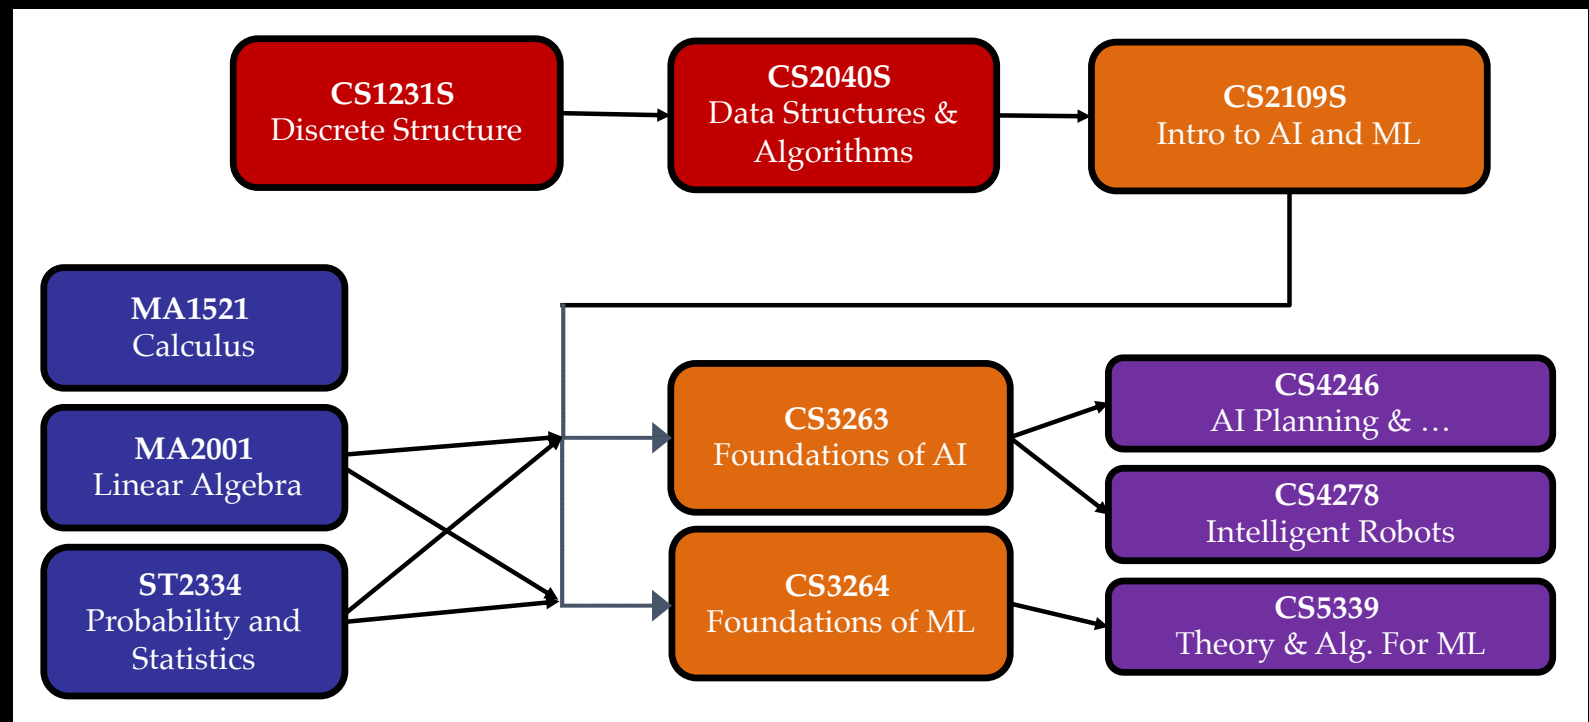 CS1231S
Discrete Structure
CS2040S
Data Structures &
Algorithms
CS2109S
Intro to AI and ML
MA1521
Calculus
MA2001
Linear Algebra
ST2334
Probability and
Statistics
CS3263
Foundations of AI
CS3264
Foundations of ML
CS4246
AI Planning & …
CS4278
Intelligent Robots
CS5339
Theory & Alg. For ML